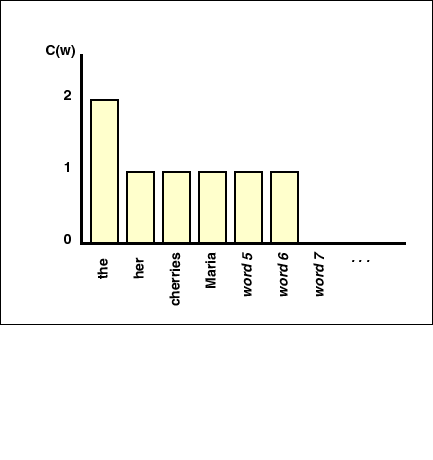 C(w)
2
1
0
the
her
cherries
Maria
word 5
word 6
word 7
. . .